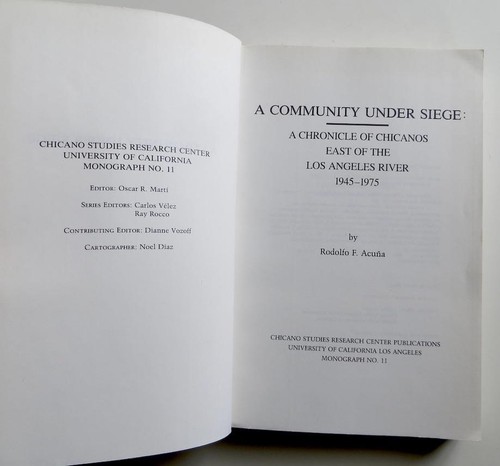 CHICANO STUDIES RESEARCH CENTER
UNIVERSITY OF CALIFORNIA
MONOGRAPH NO. 11
EDITOR: OSCAR R. MARTÍ
SERIES EDITORS: CARLOS VÉLEZ
RAY ROCCO
CONTRIBUTING EDITOR: DIANNE VOZOFF
CARTOGRAPHER: NOEL DIAZ
A COMMUNITY UNDER SIEGE:
A CHRONICLE OF CHICANOS
EAST OF THE
LOS ANGELES RIVER
1945–1975
by
Rodolfo F. Acuña
CHICANO STUDIES RESEARCH CENTER PUBLICATIONS
UNIVERSITY OF CALIFORNIA LOS ANGELES
MONOGRAPH NO. 11